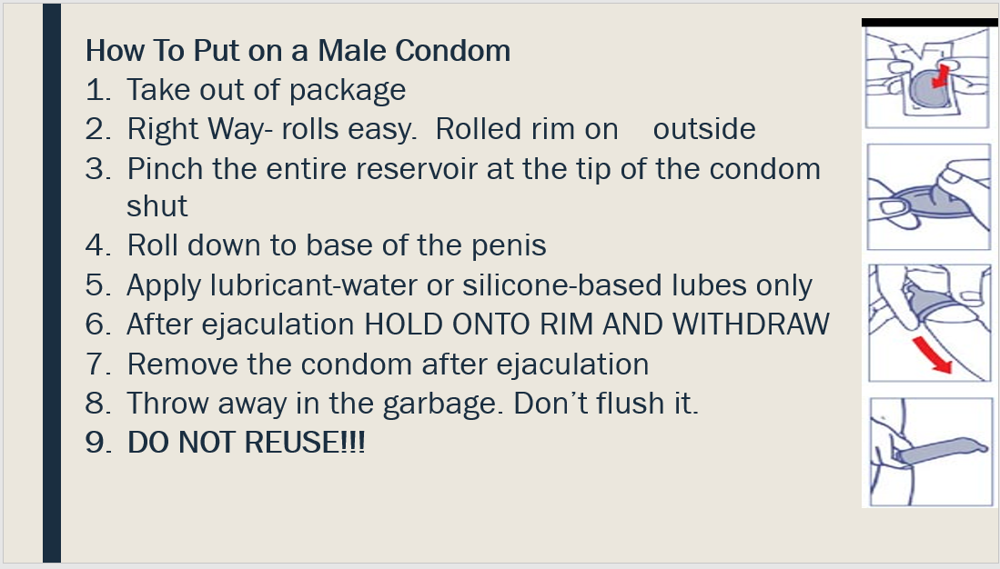 How To Put on a Male Condom
1. Take out of package
2. Right Way- rolls easy.  Rolled rim on    outside
3. Pinch the entire reservoir at the tip of the condom
shut
4. Roll down to base of the penis
5. Apply lubricant-water or silicone-based lubes only
6. After ejaculation HOLD ONTO RIM AND WITHDRAW
7. Remove the condom after ejaculation
8. Throw away in the garbage. Don’t flush it.
9. DO NOT REUSE!!!